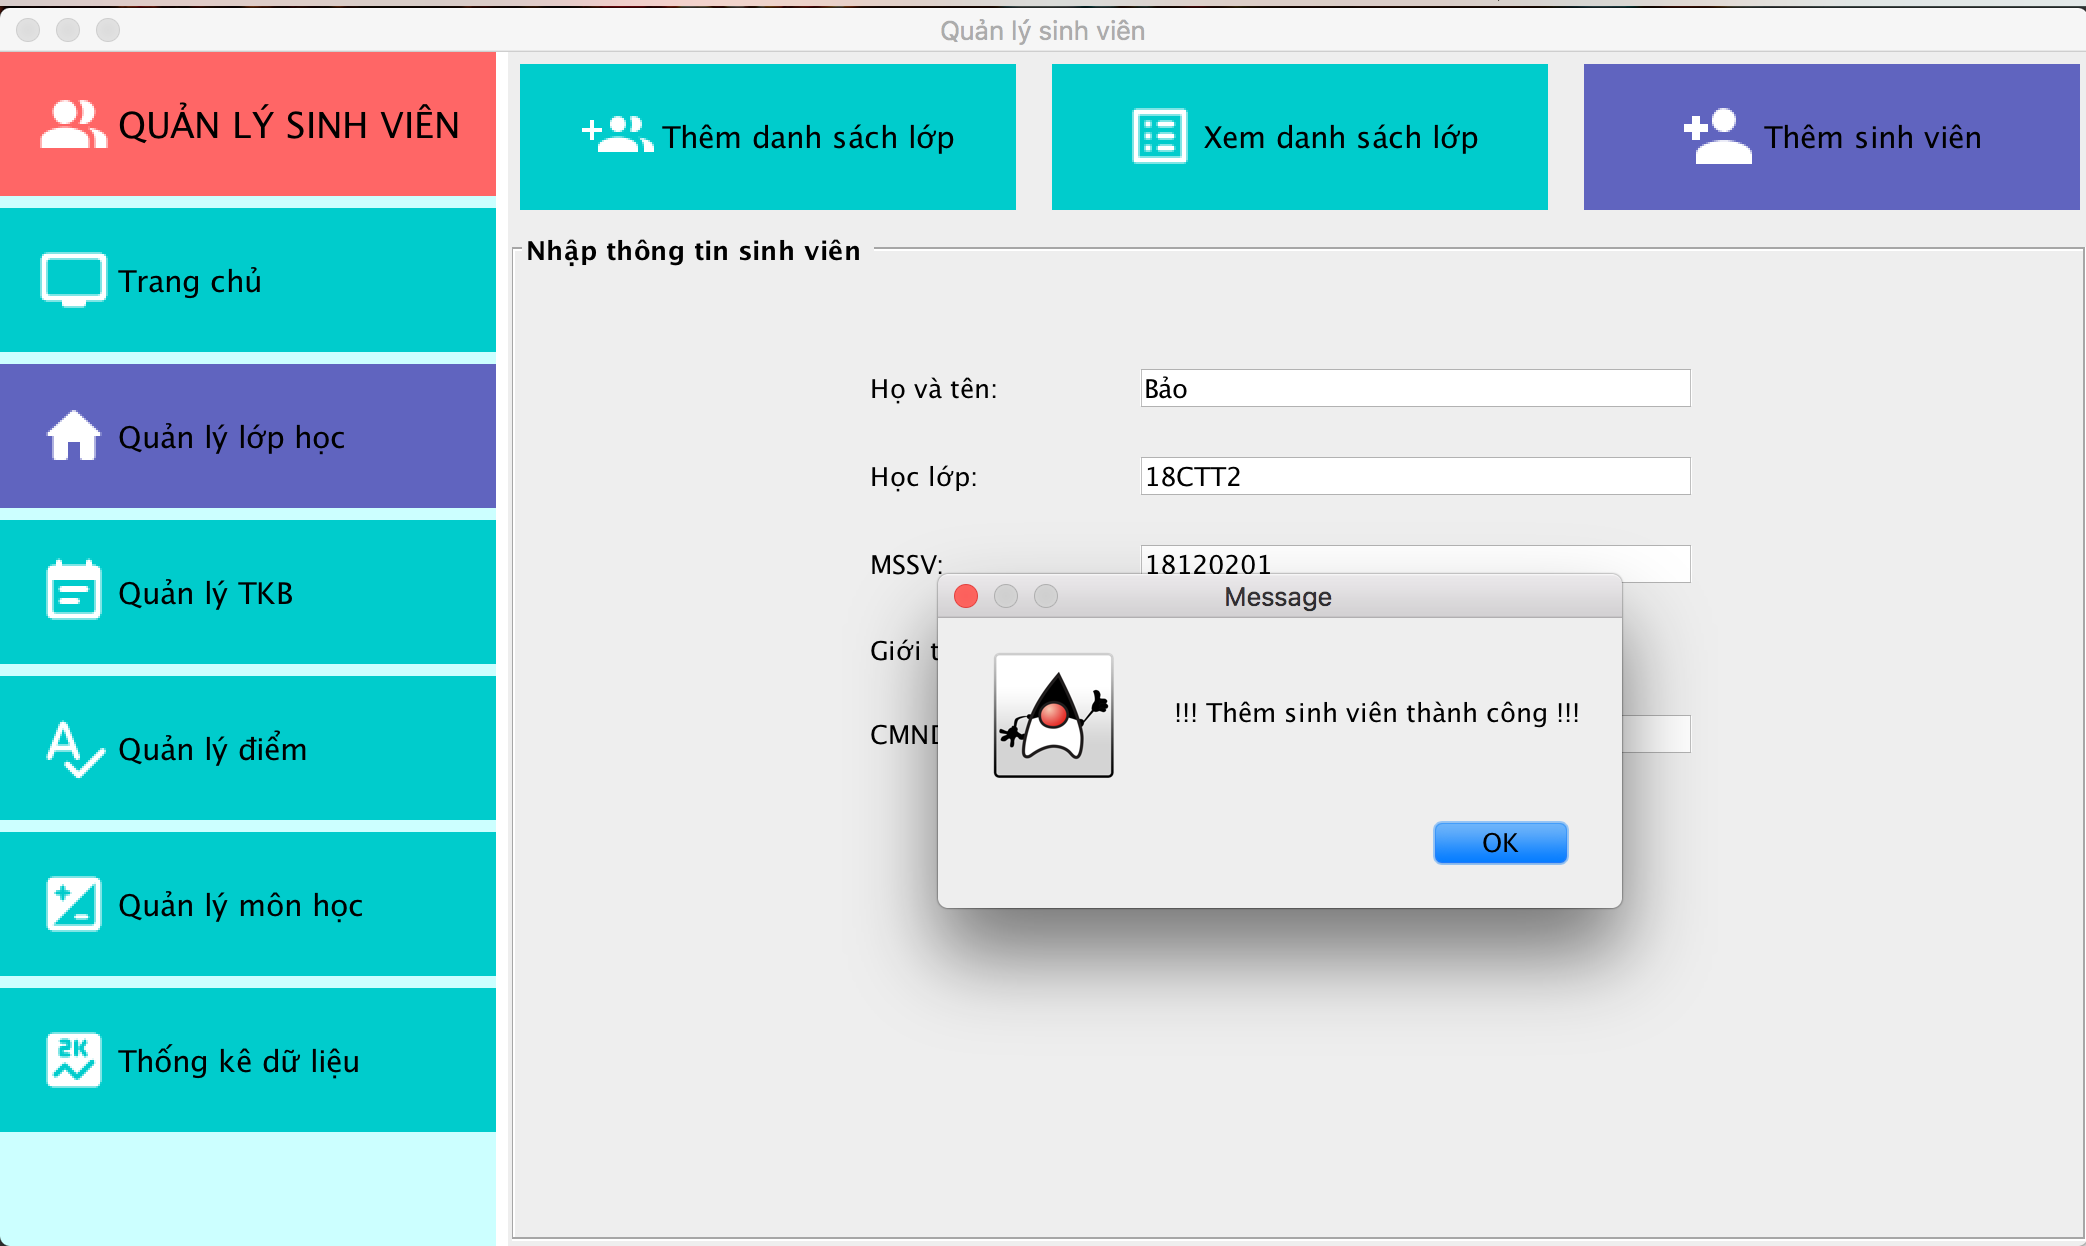 Quản lý sinh viên
QUẢN LÝ SINH VIÊN
Trang chủ
Quản lý lớp học
Quản lý TKB
Quản lý điểm
Quản lý môn học
2K
Thống kê dữ liệu
Thêm danh sách lớp
Xem danh sách lớp
Thêm sinh viên
Nhập thông tin sinh viên
Họ và tên: Bảo
Học lớp: 18CTT2
MSSV: 18120201
Giới
CMND
Message
!!! Thêm sinh viên thành công !!!
OK